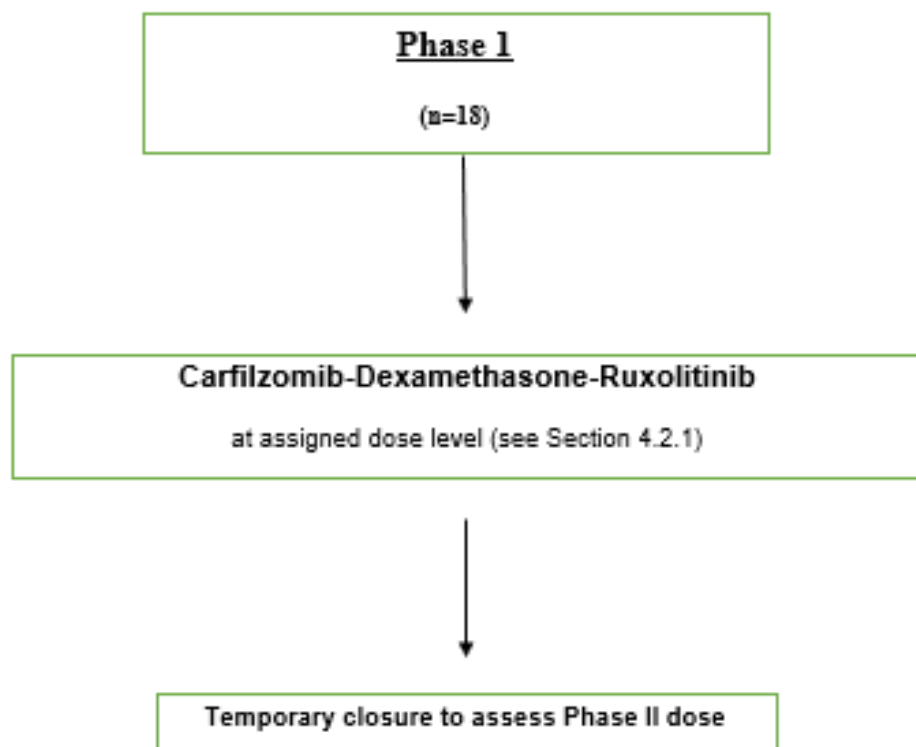 Phase 1
(n=18)
Carfilzomib-Dexamethasone-Ruxolitinib
at assigned dose level (see Section 4.2.1)
Temporary closure to assess Phase II dose